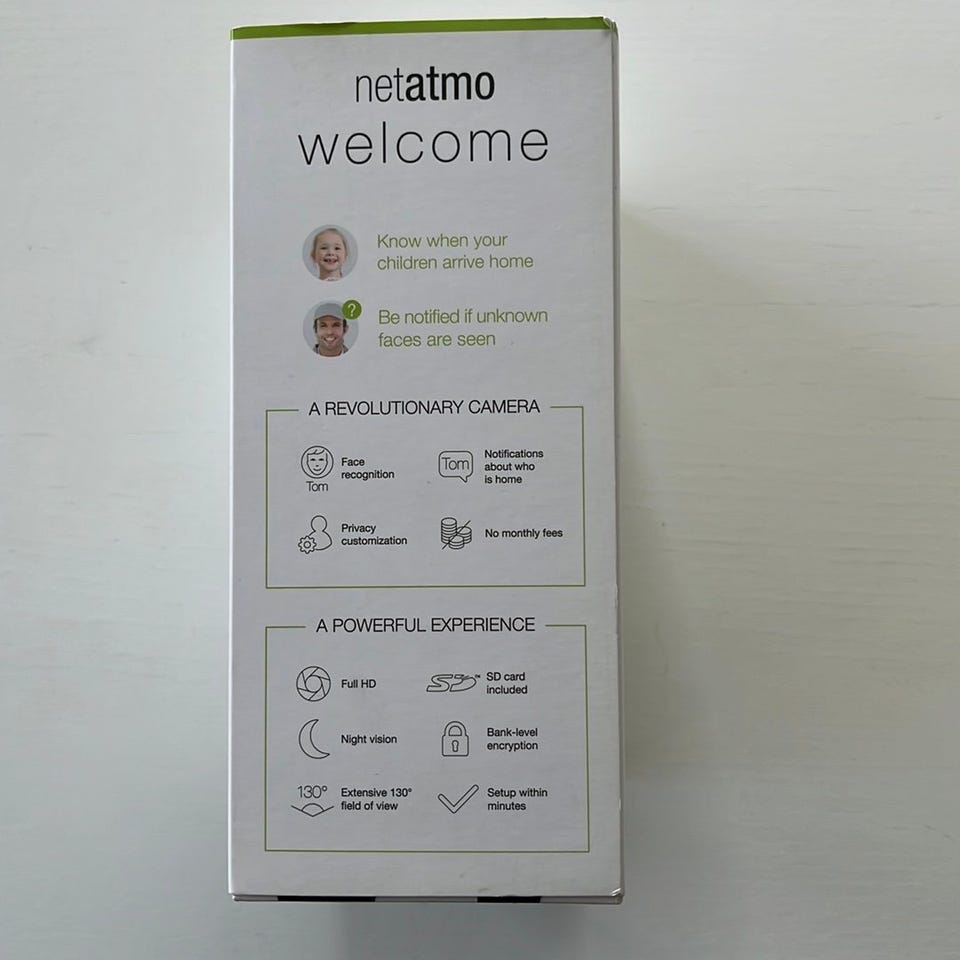 netatmo
welcome
Know when your
children arrive home
?
Be notified if unknown
faces are seen
A REVOLUTIONARY CAMERA
Face
recognition
Tom
Tom
Notifications
about who
is home
Privacy
customization
No monthly fees
A POWERFUL EXPERIENCE
Full HD
SD™
SD card
included
Night vision
Bank-level
encryption
130°
Extensive 130°
field of view
Setup within
minutes